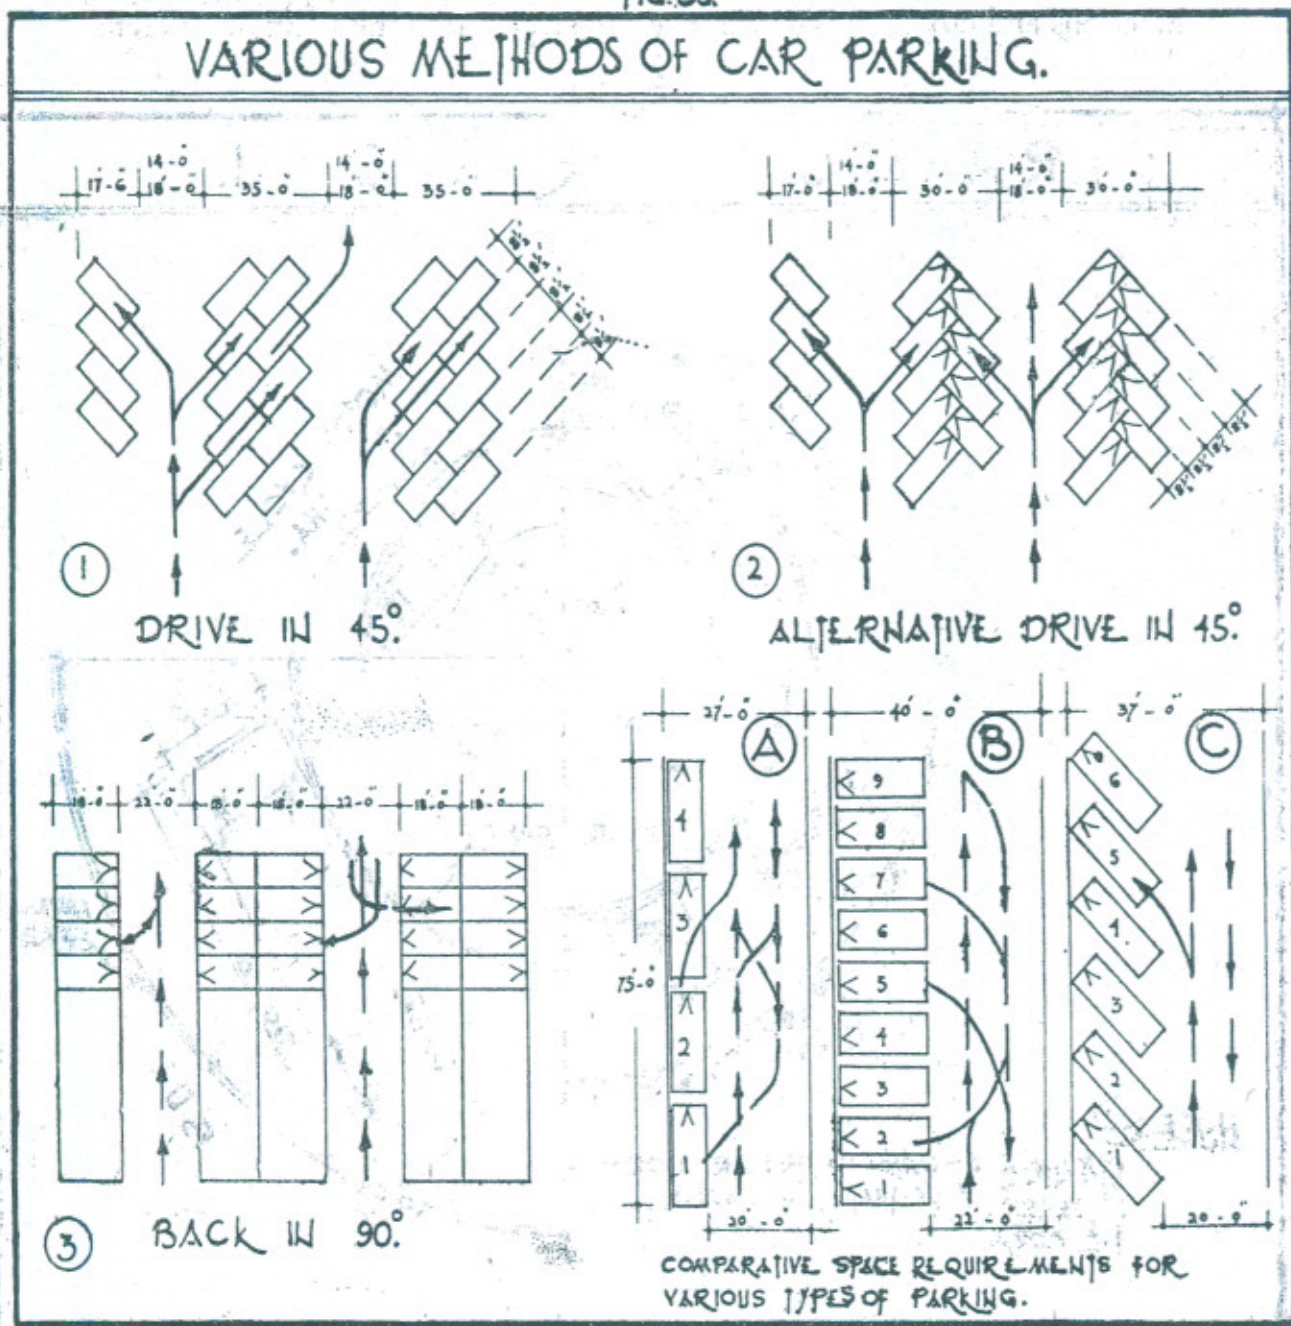 VARIOUS METHODS OF CAR PARKING.
14'-0" 14'-0"
17'-6 18'-0" 35'-0" 18'-0" 35'-0"
1
DRIVE IN 45°.
14'-0" 14'-0"
17'-0" 18'-0" 30'-0" 18'-0" 30'-0"
2
ALTERNATIVE DRIVE IN 45°.
18'-0" 22'-0" 18'-0" 18'-0" 22'-0" 18'-0" 18'-0"
3
BACK IN 90°.
27'-0" 40'-0" 37'-0"
A B C
75'-0"
4
3
2
1
9
8
7
6
5
4
3
2
1
6
5
4.
3
2
1
20'-0" 22'-0" 20-0"
COMPARATIVE SPACE REQUIREMENTS FOR
VARIOUS TYPES OF PARKING.